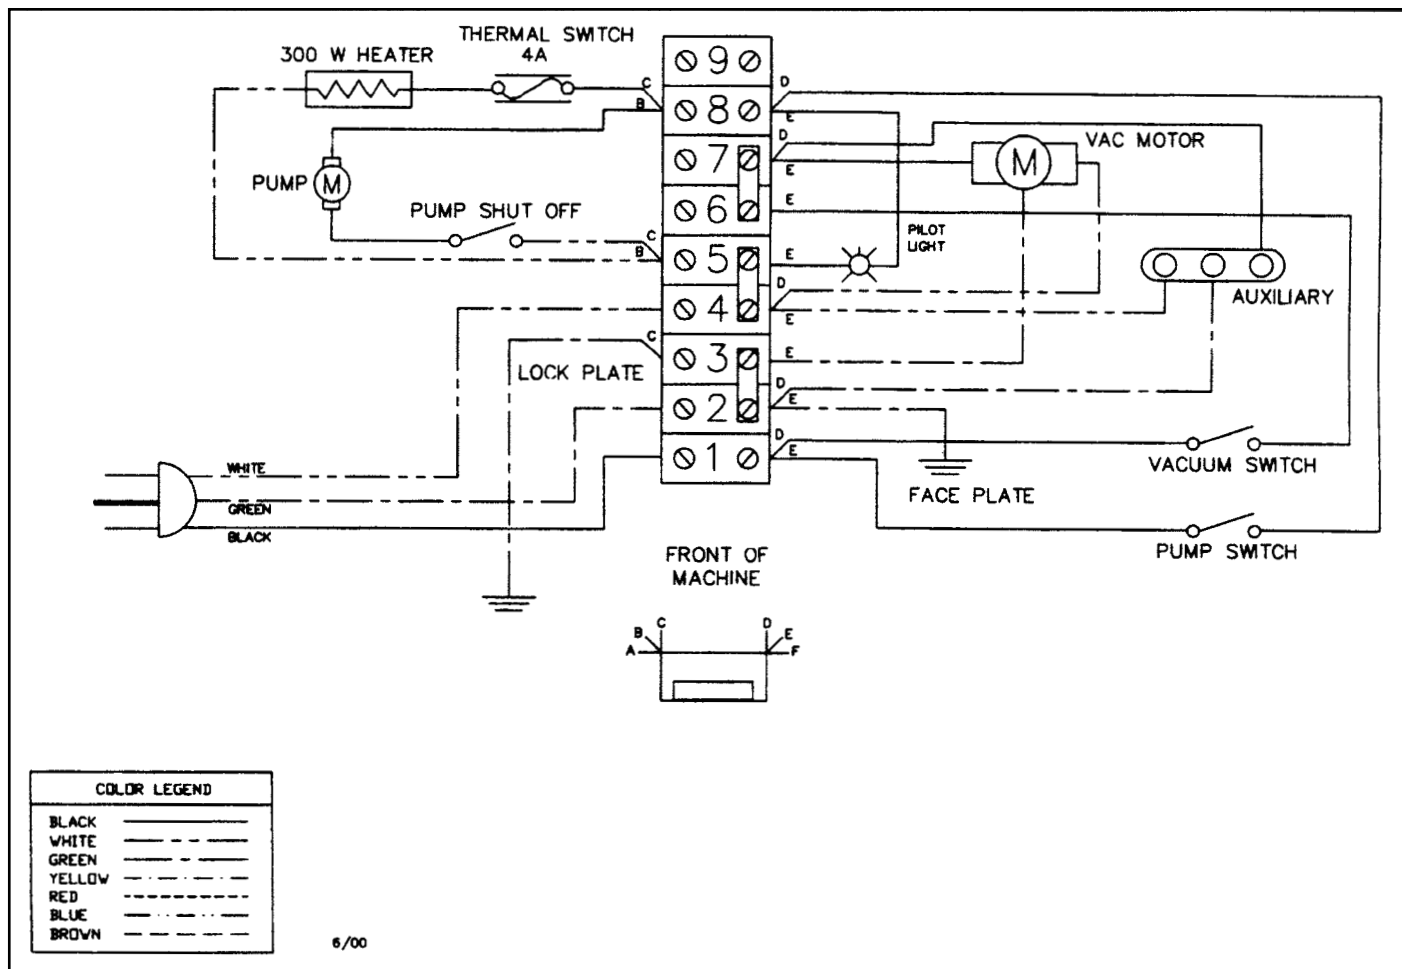 THERMAL SWITCH
4A
300 W HEATER
C
B
9
8
7
6
5
4
3
2
1
D
E
D
E
VAC MOTOR
M
PUMP
M
PUMP SHUT OFF
E
PILOT
LIGHT
C
B
E
D
E
AUXILIARY
C
E
LOCK PLATE
D
E
D
E
VACUUM SWITCH
FACE PLATE
PUMP SWITCH
WHITE
GREEN
BLACK
FRONT OF
MACHINE
B
C
D
E
A
F
COLOR LEGEND
BLACK
WHITE
GREEN
YELLOW
RED
BLUE
BROWN
6/00